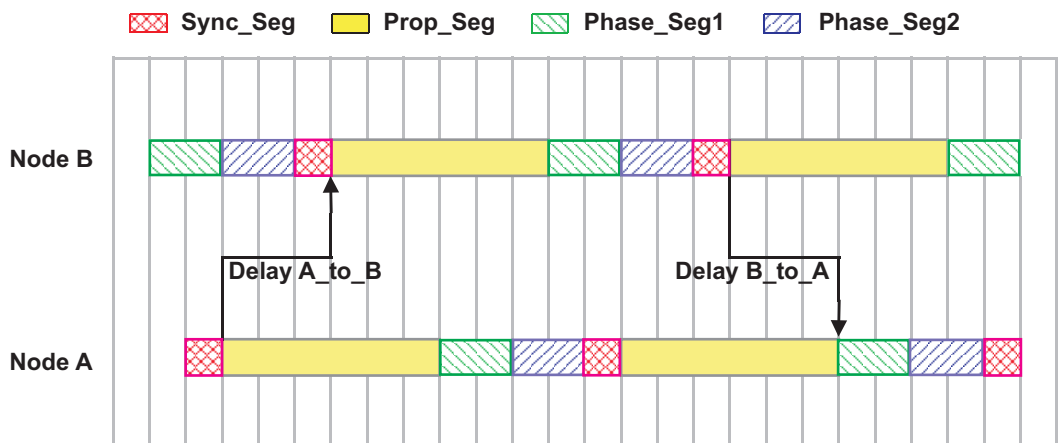 Sync_Seg Prop_Seg Phase_Seg1 Phase_Seg2
Node B
Delay A_to_B Delay B_to_A
Node A